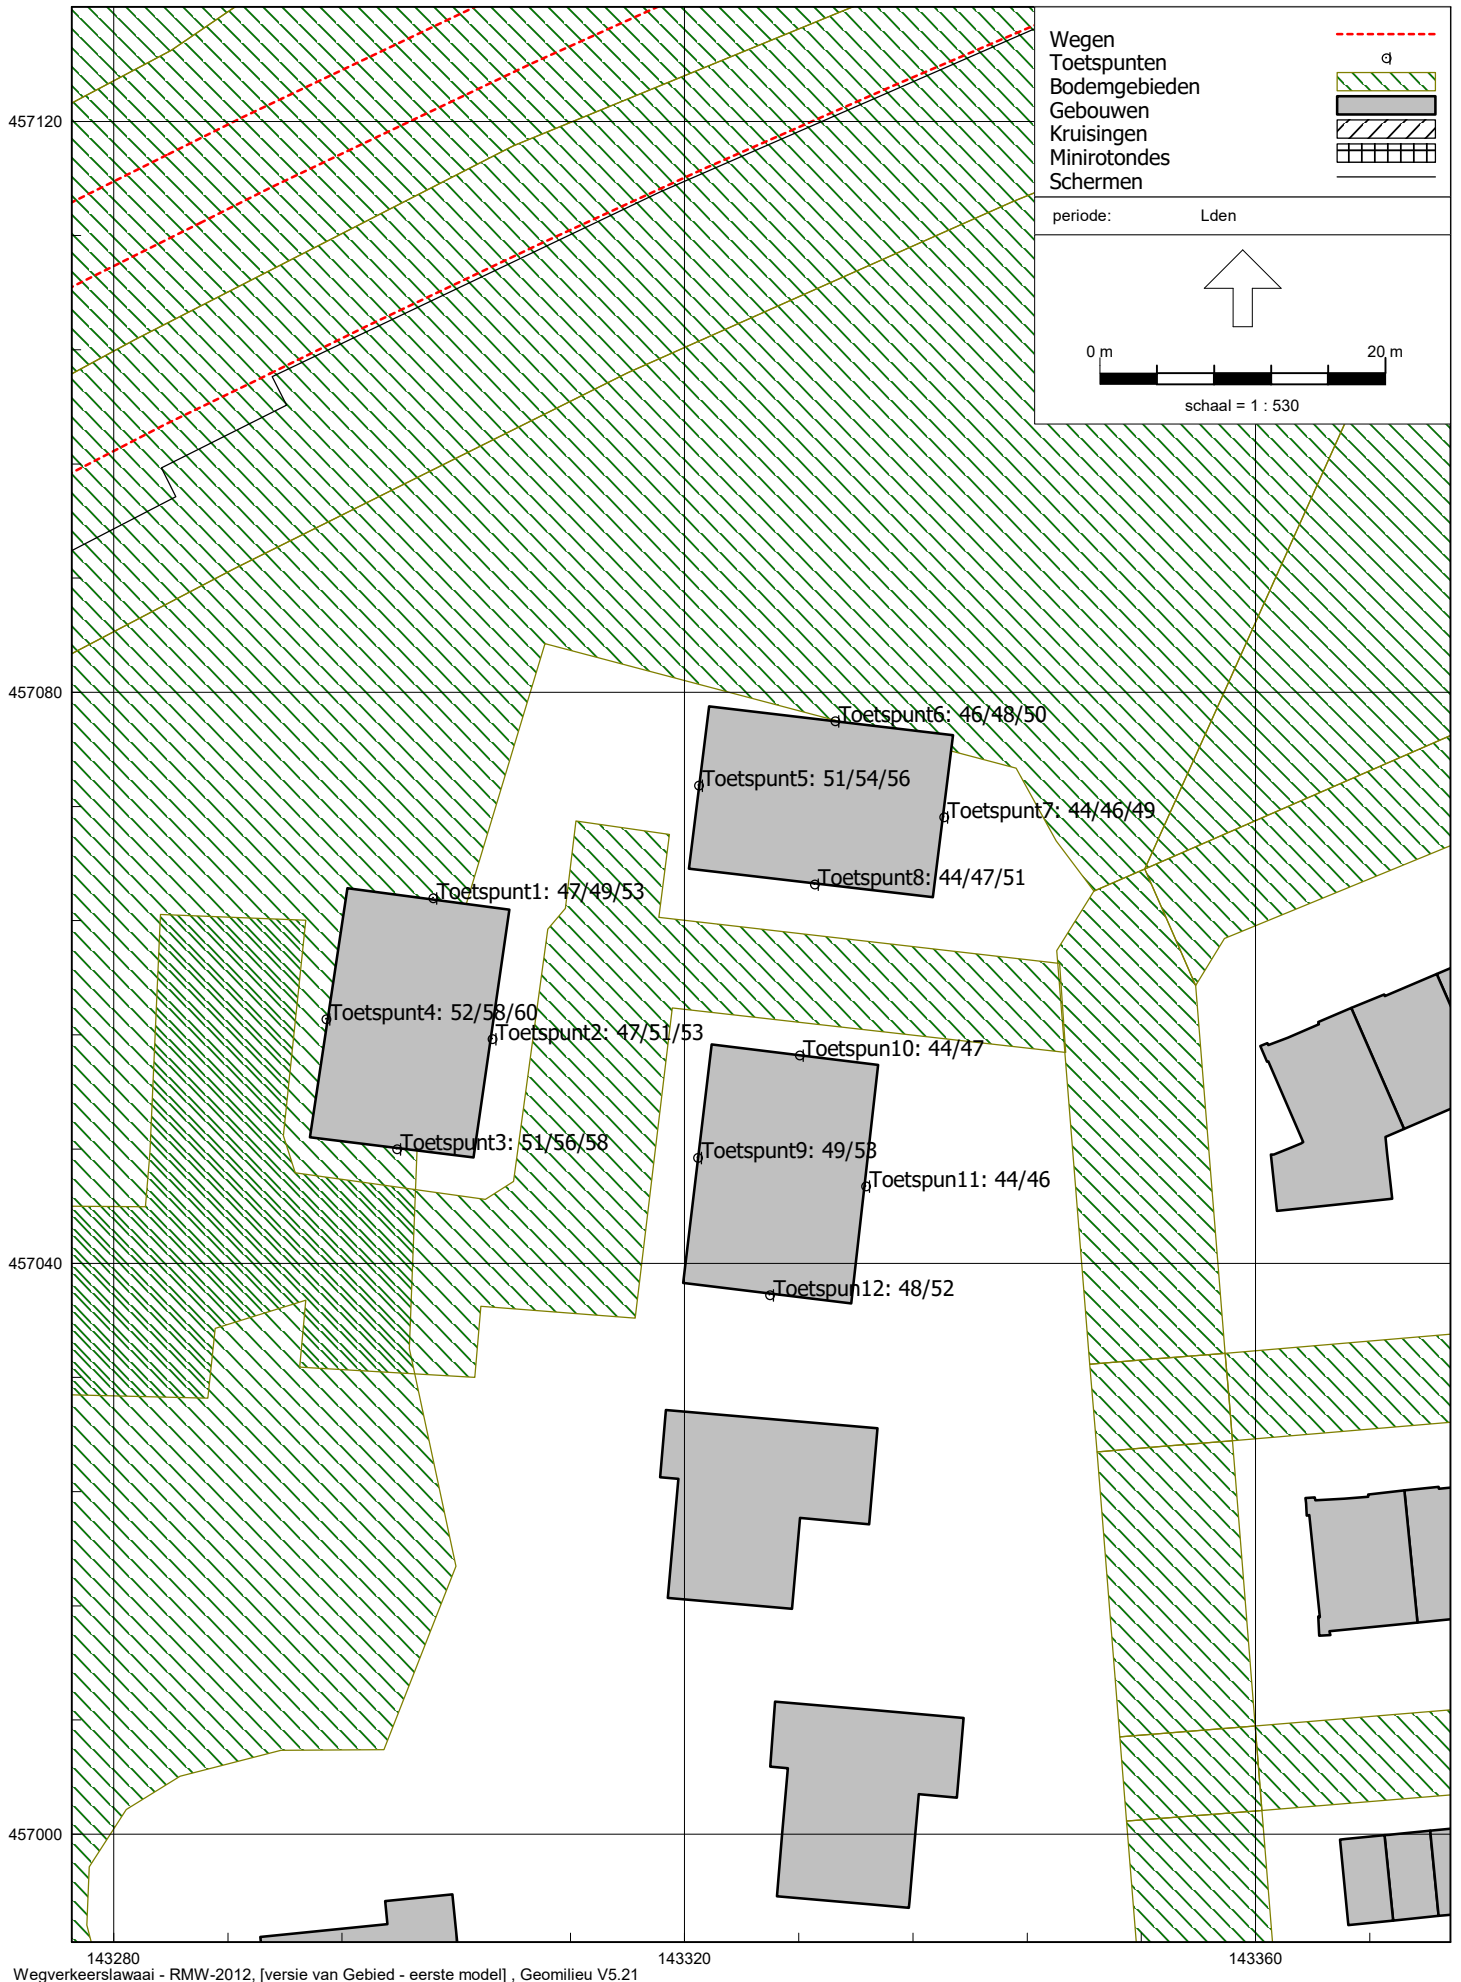 Wegen
Toetspunten
Bodemgebieden
Gebouwen
Kruisingen
Minirotondes
Schermen
periode: Lden
0 m 20 m
schaal = 1 : 530
457120
457080
Toetspunt6: 46/48/50
Toetspunt5: 51/54/56
Toetspunt7: 44/46/49
Toetspunt8: 44/47/51
Toetspunt1: 47/49/53
Toetspunt4: 52/58/60
Toetspunt2: 47/51/53
Toetspun10: 44/47
Toetspunt3: 51/56/58
Toetspunt9: 49/53
Toetspun11: 44/46
457040
Toetspun12: 48/52
457000
143280 143320 143360
Wegverkeerslawaai - RMW-2012, [versie van Gebied - eerste model] , Geomilieu V5.21